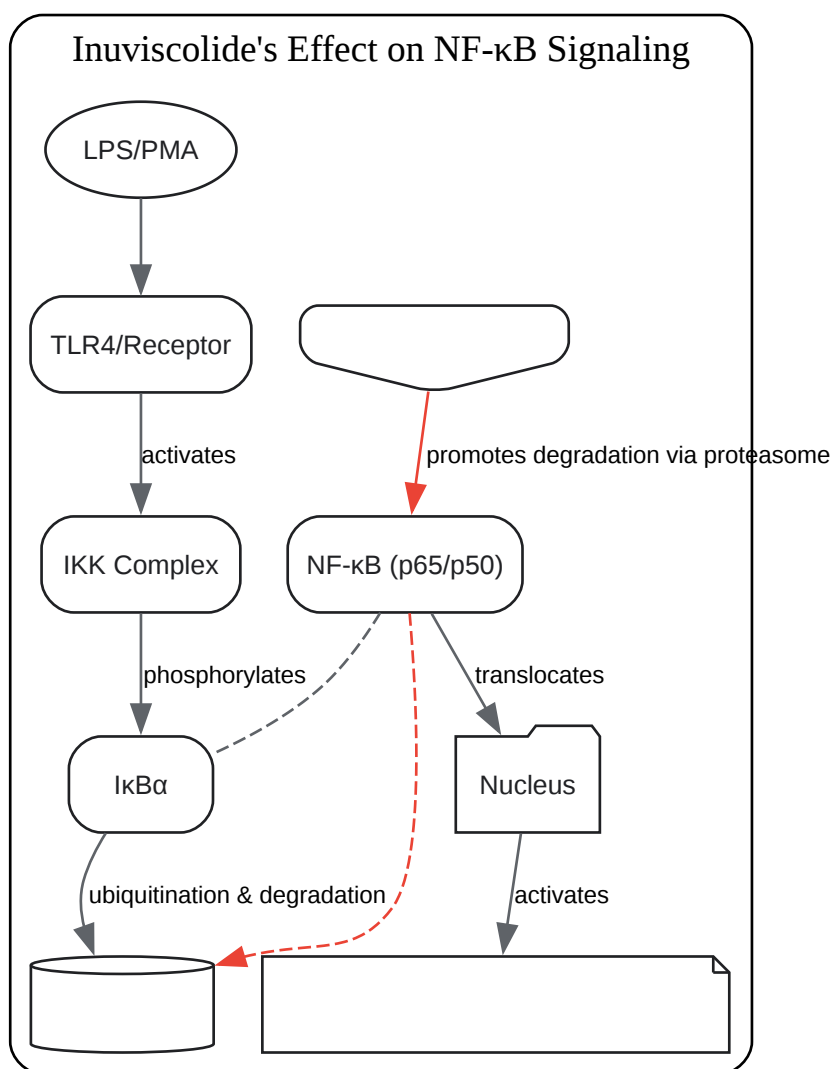 Inuviscolide's Effect on NF-κB Signaling
LPS/PMA
TLR4/Receptor
activates
promotes degradation via proteasome
IKK Complex
NF-κB (p65/p50)
phosphorylates
translocates
IκBα
Nucleus
ubiquitination & degradation
activates